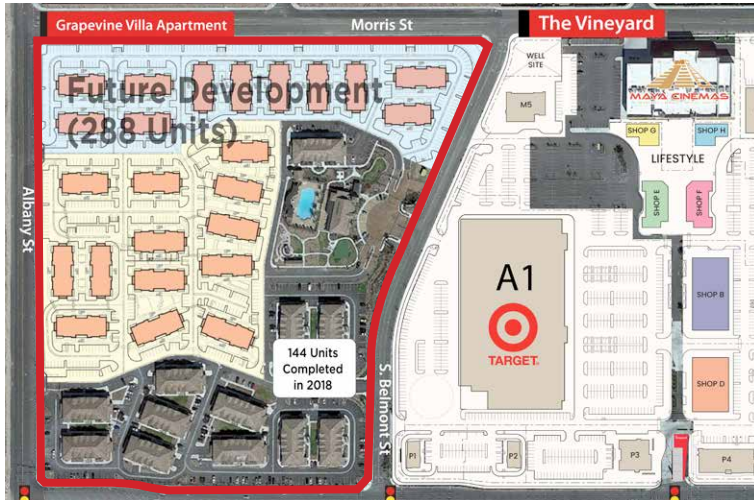 Grapevine Villa Apartment
Morris St
The Vineyard
Future Development
(288 Units)
WELL
SITE
M5
MAYA CINEMAS
SHOP G
SHOP H
LIFESTYLE
SHOP E
SHOP F
Albany St
A1
TARGET
SHOP B
144 Units
Completed
in 2018
S. Belmont St
SHOP D
P1
P2
P3
P4